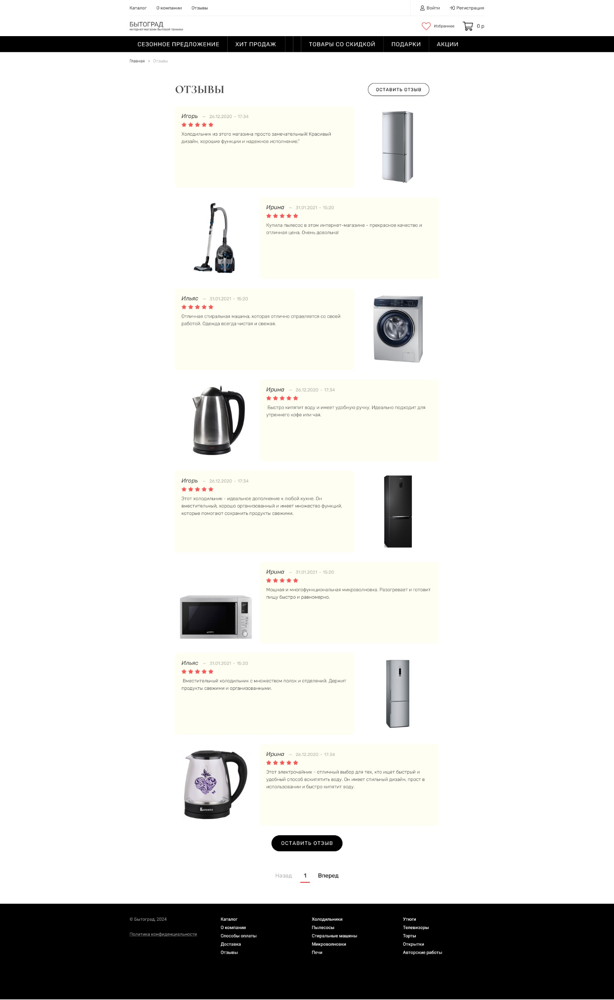 Каталог О компании Отзывы Войти Регистрация
БЫТОГРАД
интернет-магазин бытовой техники
Избранное 0 р
СЕЗОННОЕ ПРЕДЛОЖЕНИЕ ХИТ ПРОДАЖ ТОВАРЫ СО СКИДКОЙ ПОДАРКИ АКЦИИ
Главная > Отзывы
ОТЗЫВЫ
ОСТАВИТЬ ОТЗЫВ
Игорь — 26.12.2020 - 17:34
Холодильник из этого магазина просто замечательный! Красивый
дизайн, хорошие функции и надежное исполнение."
Ирина — 31.01.2021 - 15:20
Купила пылесос в этом интернет-магазине - прекрасное качество и
отличная цена. Очень довольна!
Ильяс — 31.01.2021 - 15:20
Отличная стиральная машина, которая отлично справляется со своей
работой. Одежда всегда чистая и свежая.
Ирина — 26.12.2020 - 17:34
Быстро кипятит воду и имеет удобную ручку. Идеально подходит для
утреннего кофе или чая.
GALAXY
Игорь — 26.12.2020 - 17:34
Этот холодильник - идеальное дополнение к любой кухне. Он
вместительный, хорошо организованный и имеет множество функций,
которые помогают сохранить продукты свежими.
Ирина — 31.01.2021 - 15:20
Мощная и многофункциональная микроволновка. Разогревает и готовит
пищу быстро и равномерно.
Ильяс — 31.01.2021 - 15:20
Вместительный холодильник с множеством полок и отделений. Держит
продукты свежими и организованными.
Ирина — 26.12.2020 - 17:34
Этот электрочайник - отличный выбор для тех, кто ищет быстрый и
удобный способ вскипятить воду. Он имеет стильный дизайн, прост в
использовании и быстро кипятит воду.
ОСТАВИТЬ ОТЗЫВ
Назад 1 Вперед
© Бытоград, 2024
Политика конфиденциальности
Каталог
О компании
Способы оплаты
Доставка
Отзывы
Холодильники
Пылесосы
Стиральные машины
Микроволновки
Печи
Утюги
Телевизоры
Торты
Открытки
Авторские работы